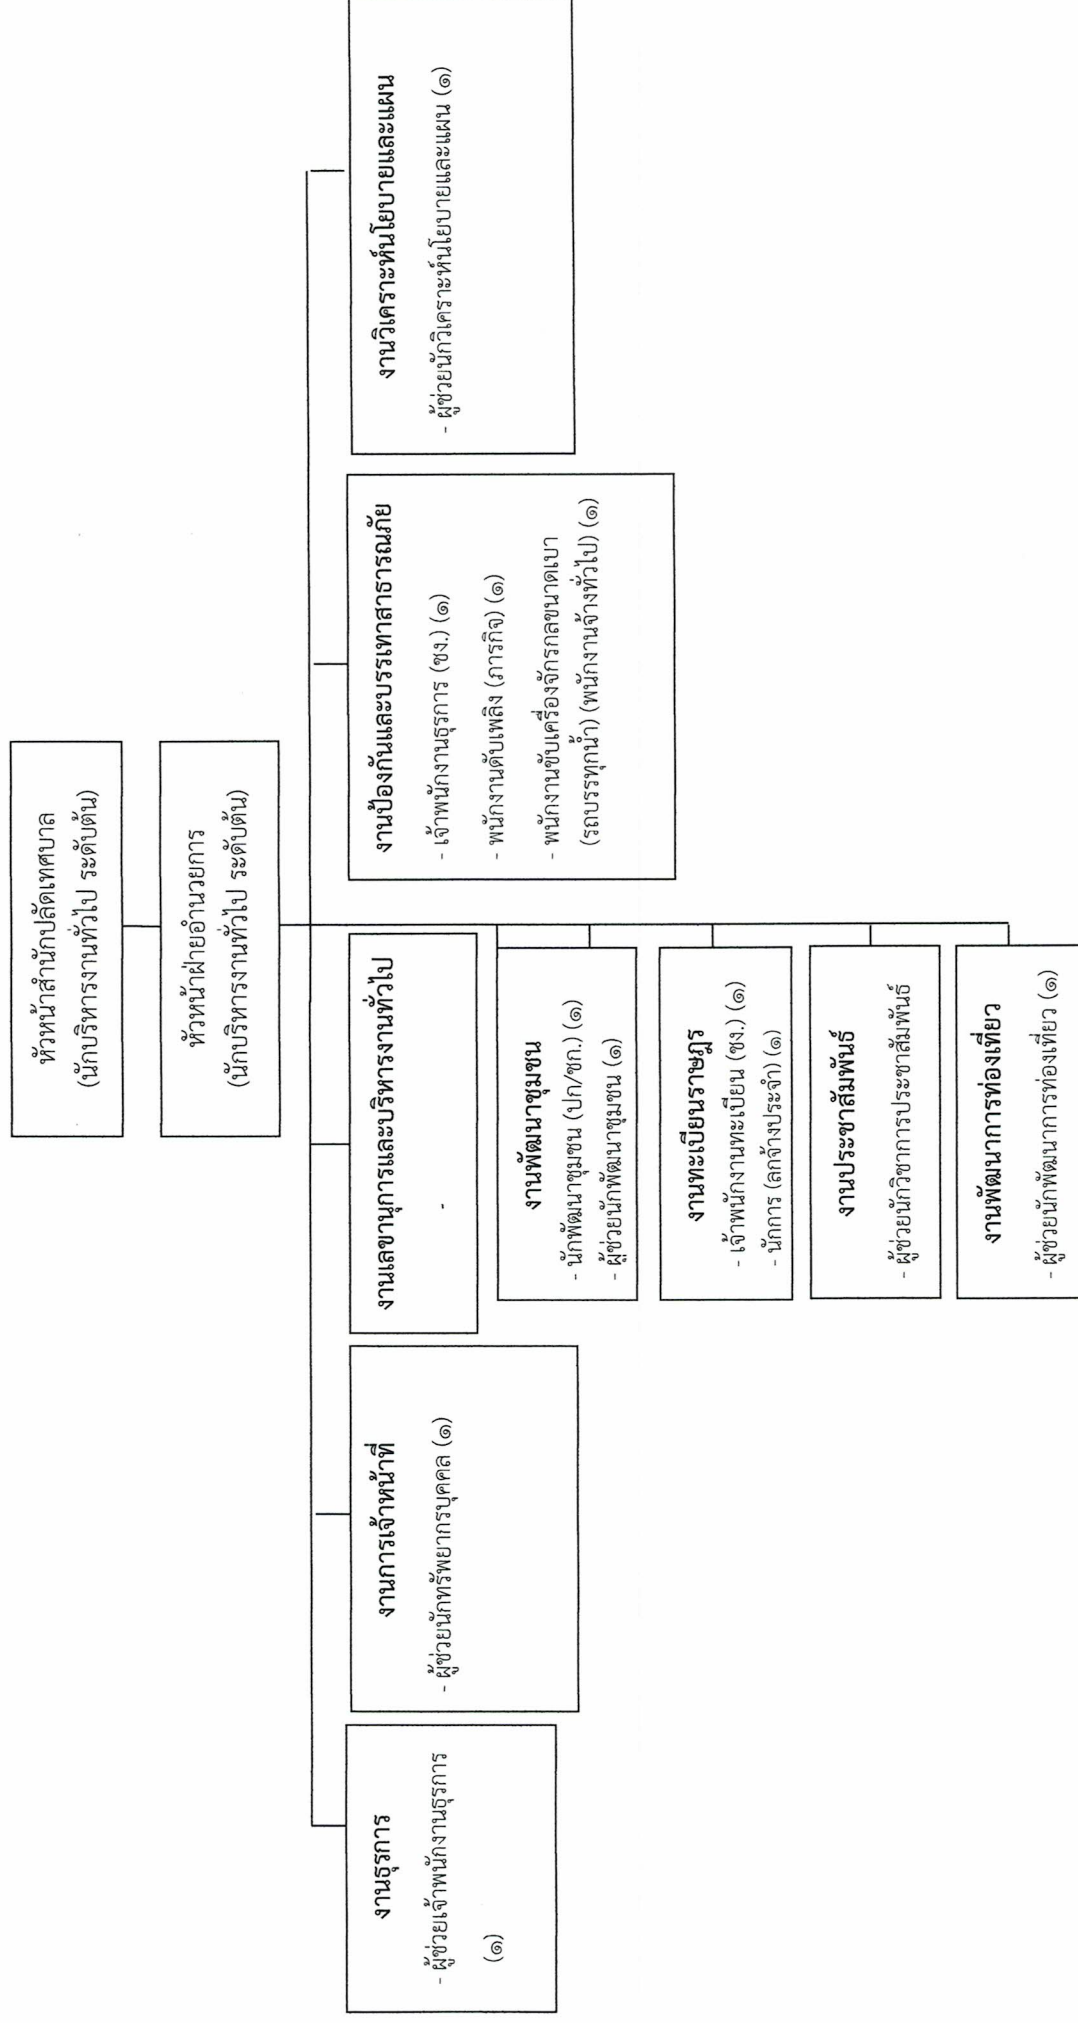 หัวหน้าสำนักปลัดเทศบาล
(นักบริหารงานทั่วไป ระดับต้น)
หัวหน้าฝ่ายอำนวยการ
(นักบริหารงานทั่วไป ระดับต้น)
งานธุรการ
- ผู้ช่วยเจ้าพนักงานธุรการ
(๑)
งานการเจ้าหน้าที่
- ผู้ช่วยนักทรัพยากรบุคคล (๑)
งานเลขานุการและบริหารงานทั่วไป
-
งานป้องกันและบรรเทาสาธารณภัย
- เจ้าพนักงานธุรการ (ชง.) (๑)
- พนักงานดับเพลิง (ภารกิจ) (๑)
- พนักงานขับเครื่องจักรกลขนาดเบา
(รถบรรทุกน้ำ) (พนักงานจ้างทั่วไป) (๑)
งานวิเคราะห์นโยบายและแผน
- ผู้ช่วยนักวิเคราะห์นโยบายและแผน (๑)
งานพัฒนาชุมชน
- นักพัฒนาชุมชน (ปก/ชก.) (๑)
- ผู้ช่วยนักพัฒนาชุมชน (๑)
งานทะเบียนราษฎร
- เจ้าพนักงานทะเบียน (ชง.) (๑)
- นักการ (ลกจ้างประจำ) (๑)
งานประชาสัมพันธ์
- ผู้ช่วยนักวิชาการประชาสัมพันธ์
งานพัฒนาการท่องเที่ยว
- ผู้ช่วยนักพัฒนาการท่องเที่ยว (๑)